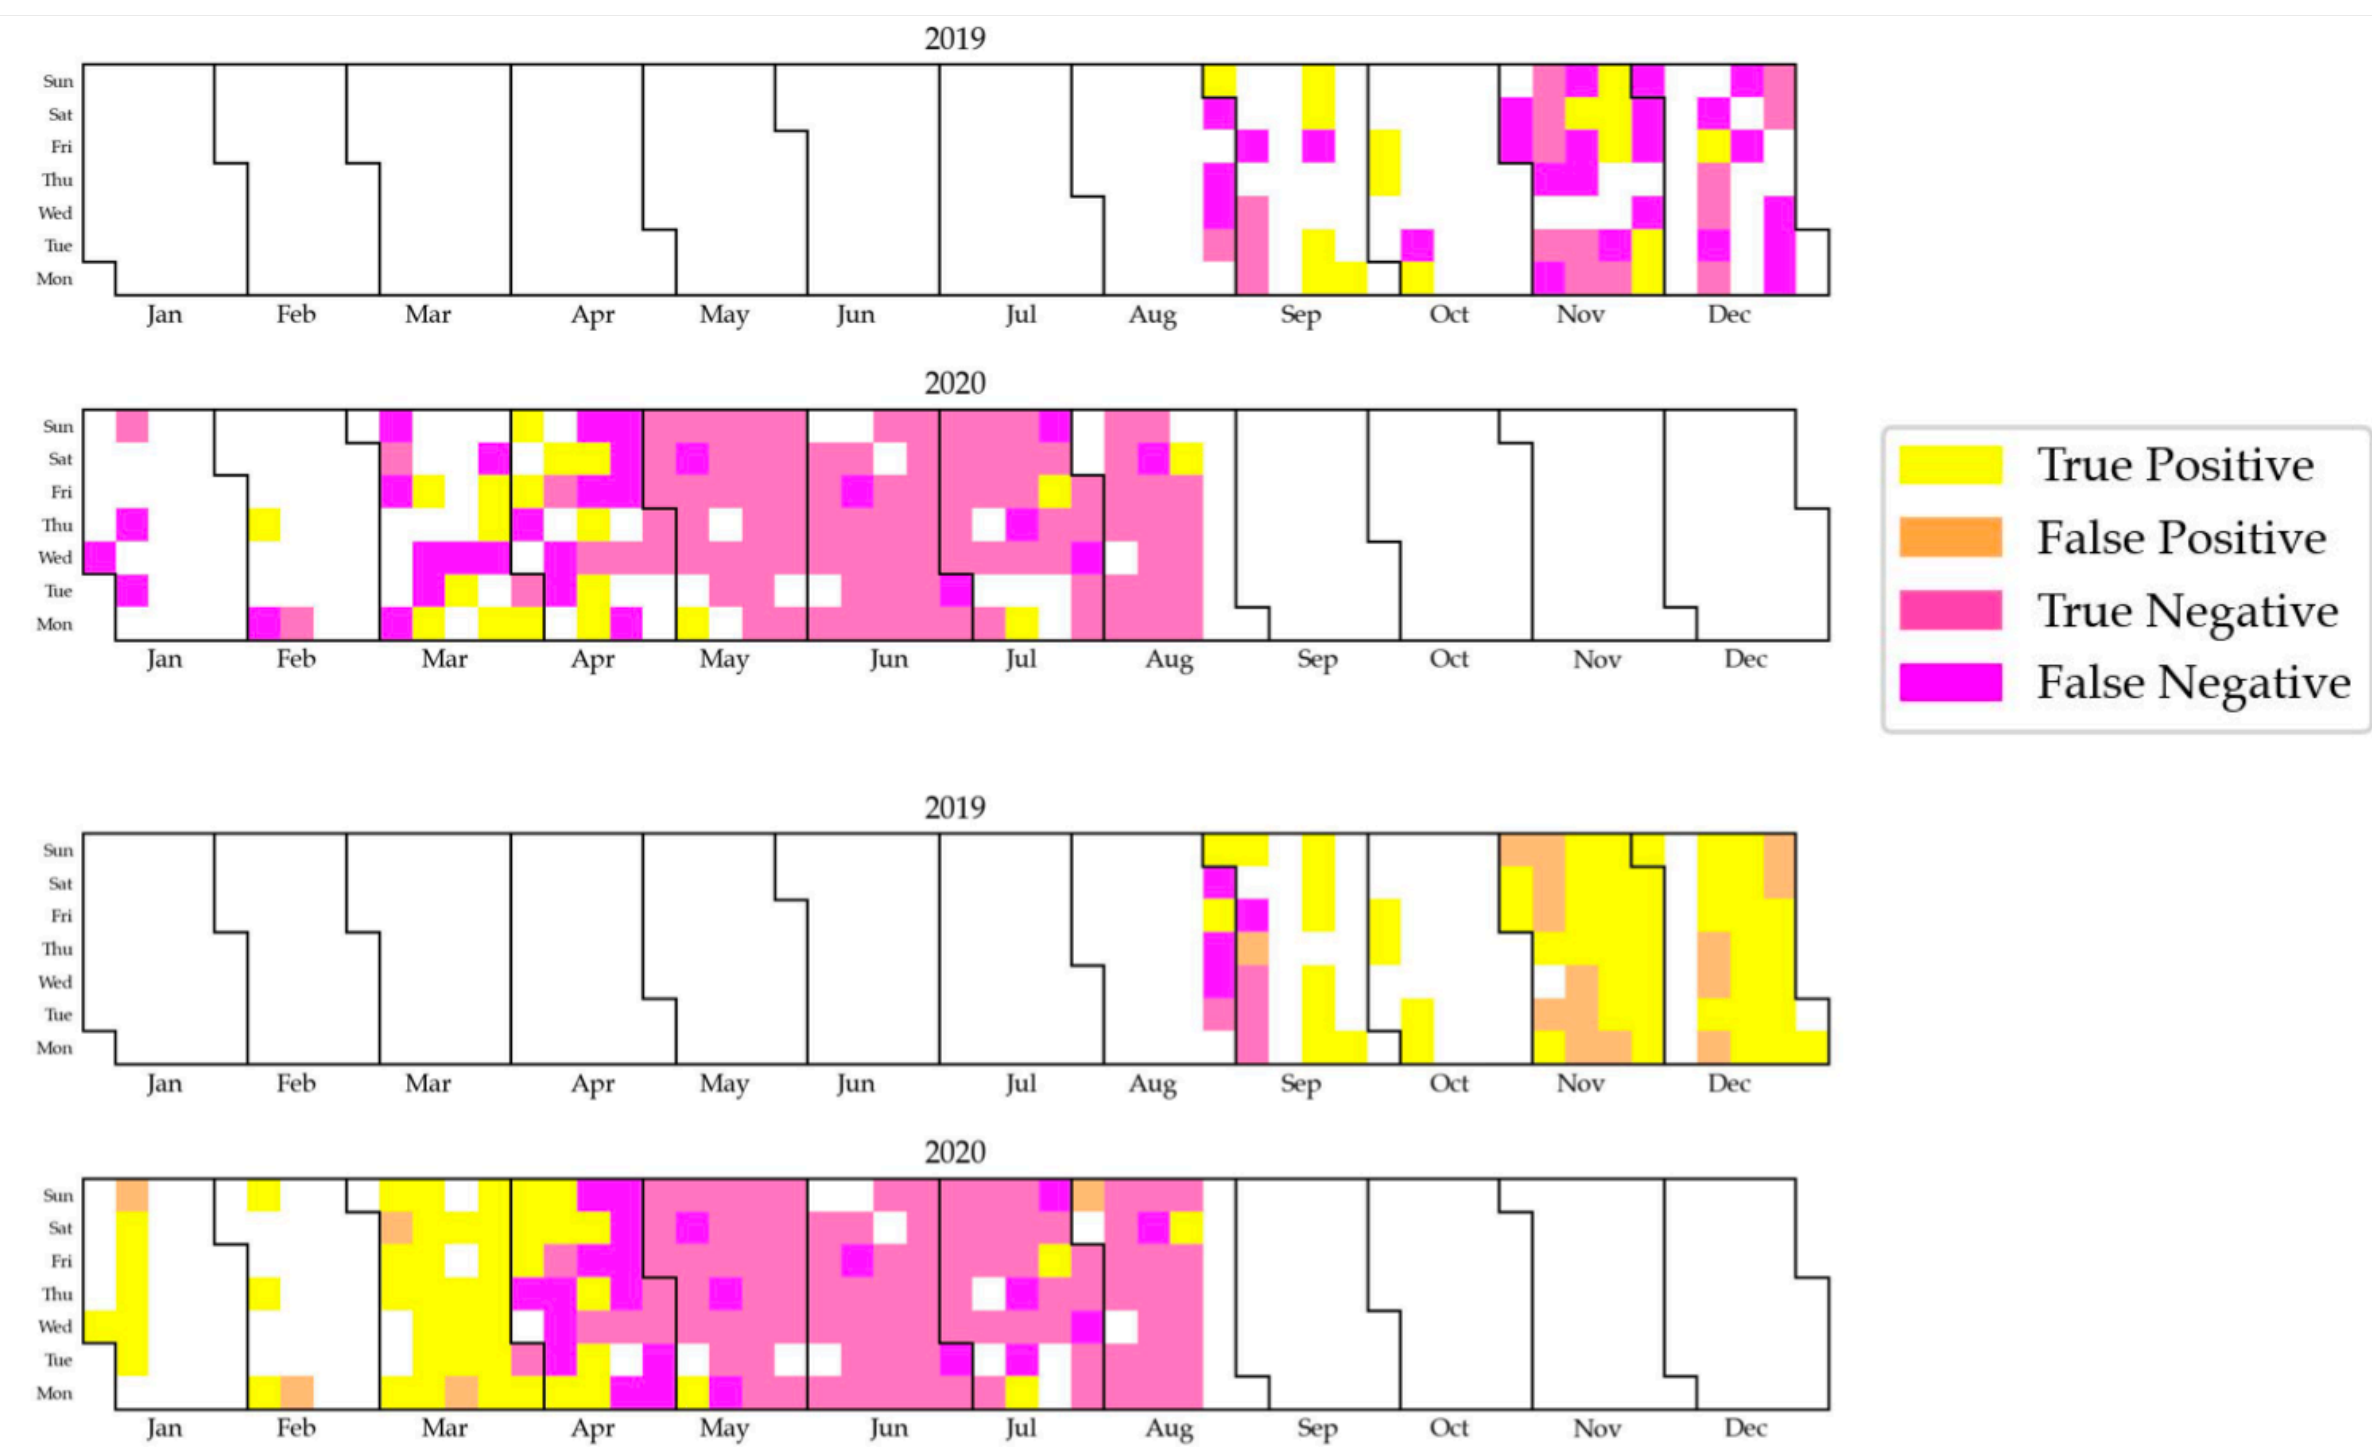 2019
Sun
Sat
Fri
Thu
Wed
Tue
Mon
Jan Feb Mar Apr May Jun Jul Aug Sep Oct Nov Dec
2020
Sun
Sat
Fri
Thu
Wed
Tue
Mon
Jan Feb Mar Apr May Jun Jul Aug Sep Oct Nov Dec
True Positive
False Positive
True Negative
False Negative
2019
Sun
Sat
Fri
Thu
Wed
Tue
Mon
Jan Feb Mar Apr May Jun Jul Aug Sep Oct Nov Dec
2020
Sun
Sat
Fri
Thu
Wed
Tue
Mon
Jan Feb Mar Apr May Jun Jul Aug Sep Oct Nov Dec